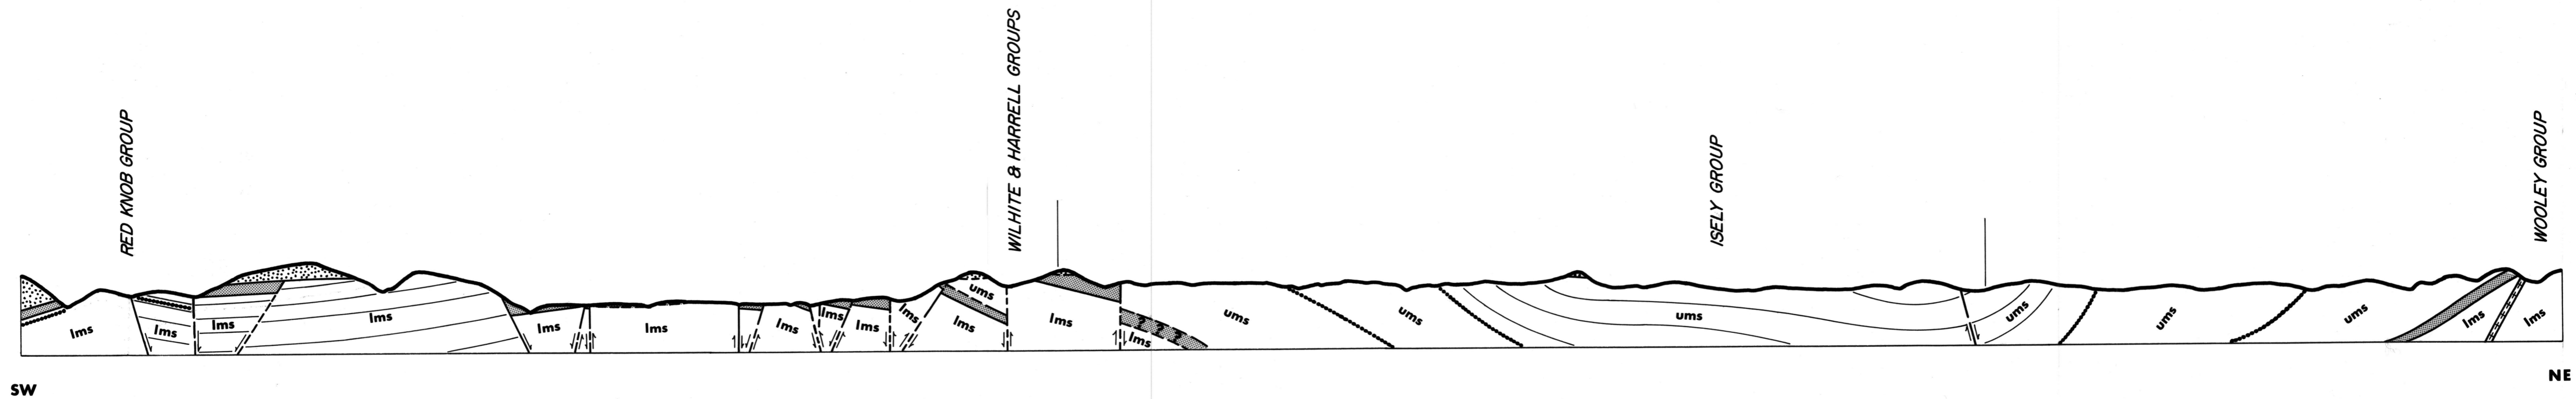 RED KNOB GROUP
WILHITE & HARRELL GROUPS
ISELY GROUP
WOOLEY GROUP
lms
lms
lms
lms
lms
lms
lms
lms
lms
lms
ums
lms
lms
? ? ?
lms
ums
ums
ums
ums
ums
ums
lms
lms
SW
NE